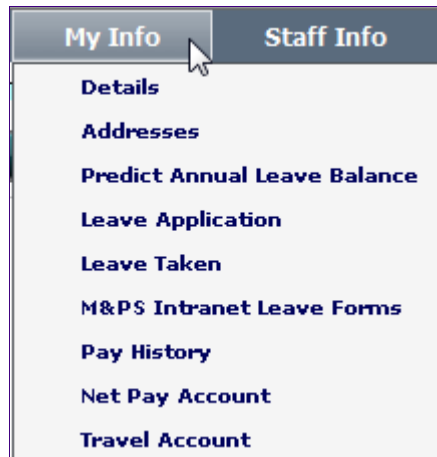 My Info Staff Info
Details
Addresses
Predict Annual Leave Balance
Leave Application
Leave Taken
M&PS Intranet Leave Forms
Pay History
Net Pay Account
Travel Account